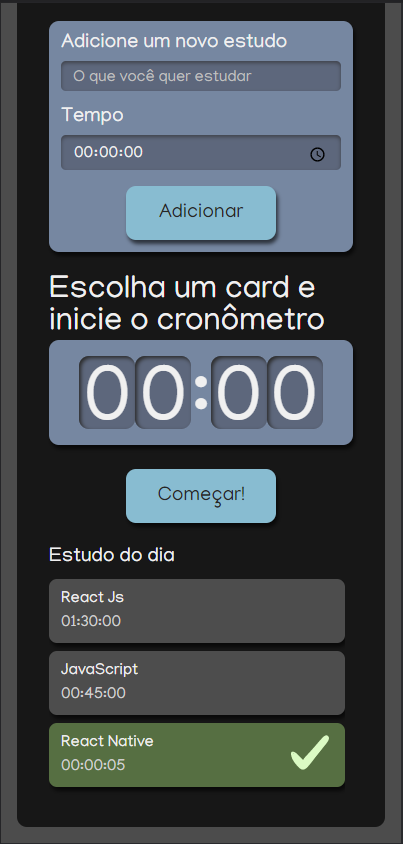 Adicione um novo estudo
O que você quer estudar
Tempo
00:00:00
Adicionar
Escolha um card e
inicie o cronômetro
00:00
Começar!
Estudo do dia
React Js
01:30:00
JavaScript
00:45:00
React Native
00:00:05